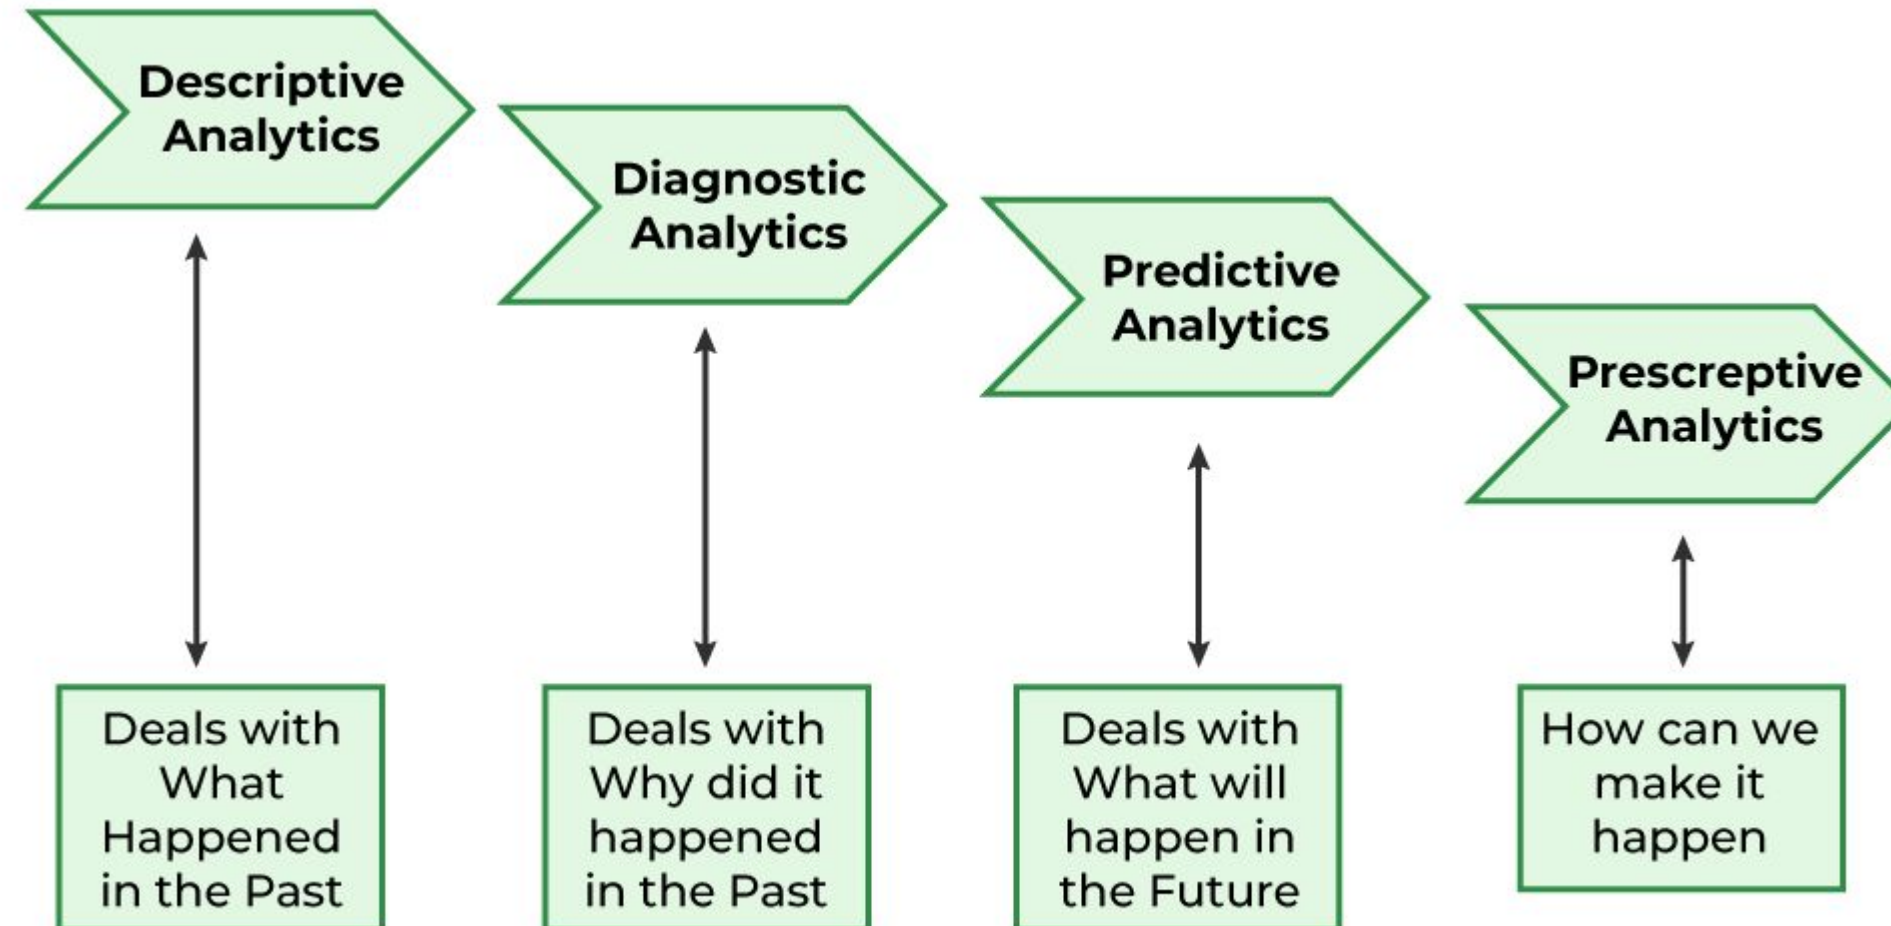 Descriptive
Analytics
Diagnostic
Analytics
Predictive
Analytics
Prescreptive
Analytics
Deals with
What
Happened
in the Past
Deals with
Why did it
happened
in the Past
Deals with
What will
happen in
the Future
How can we
make it
happen